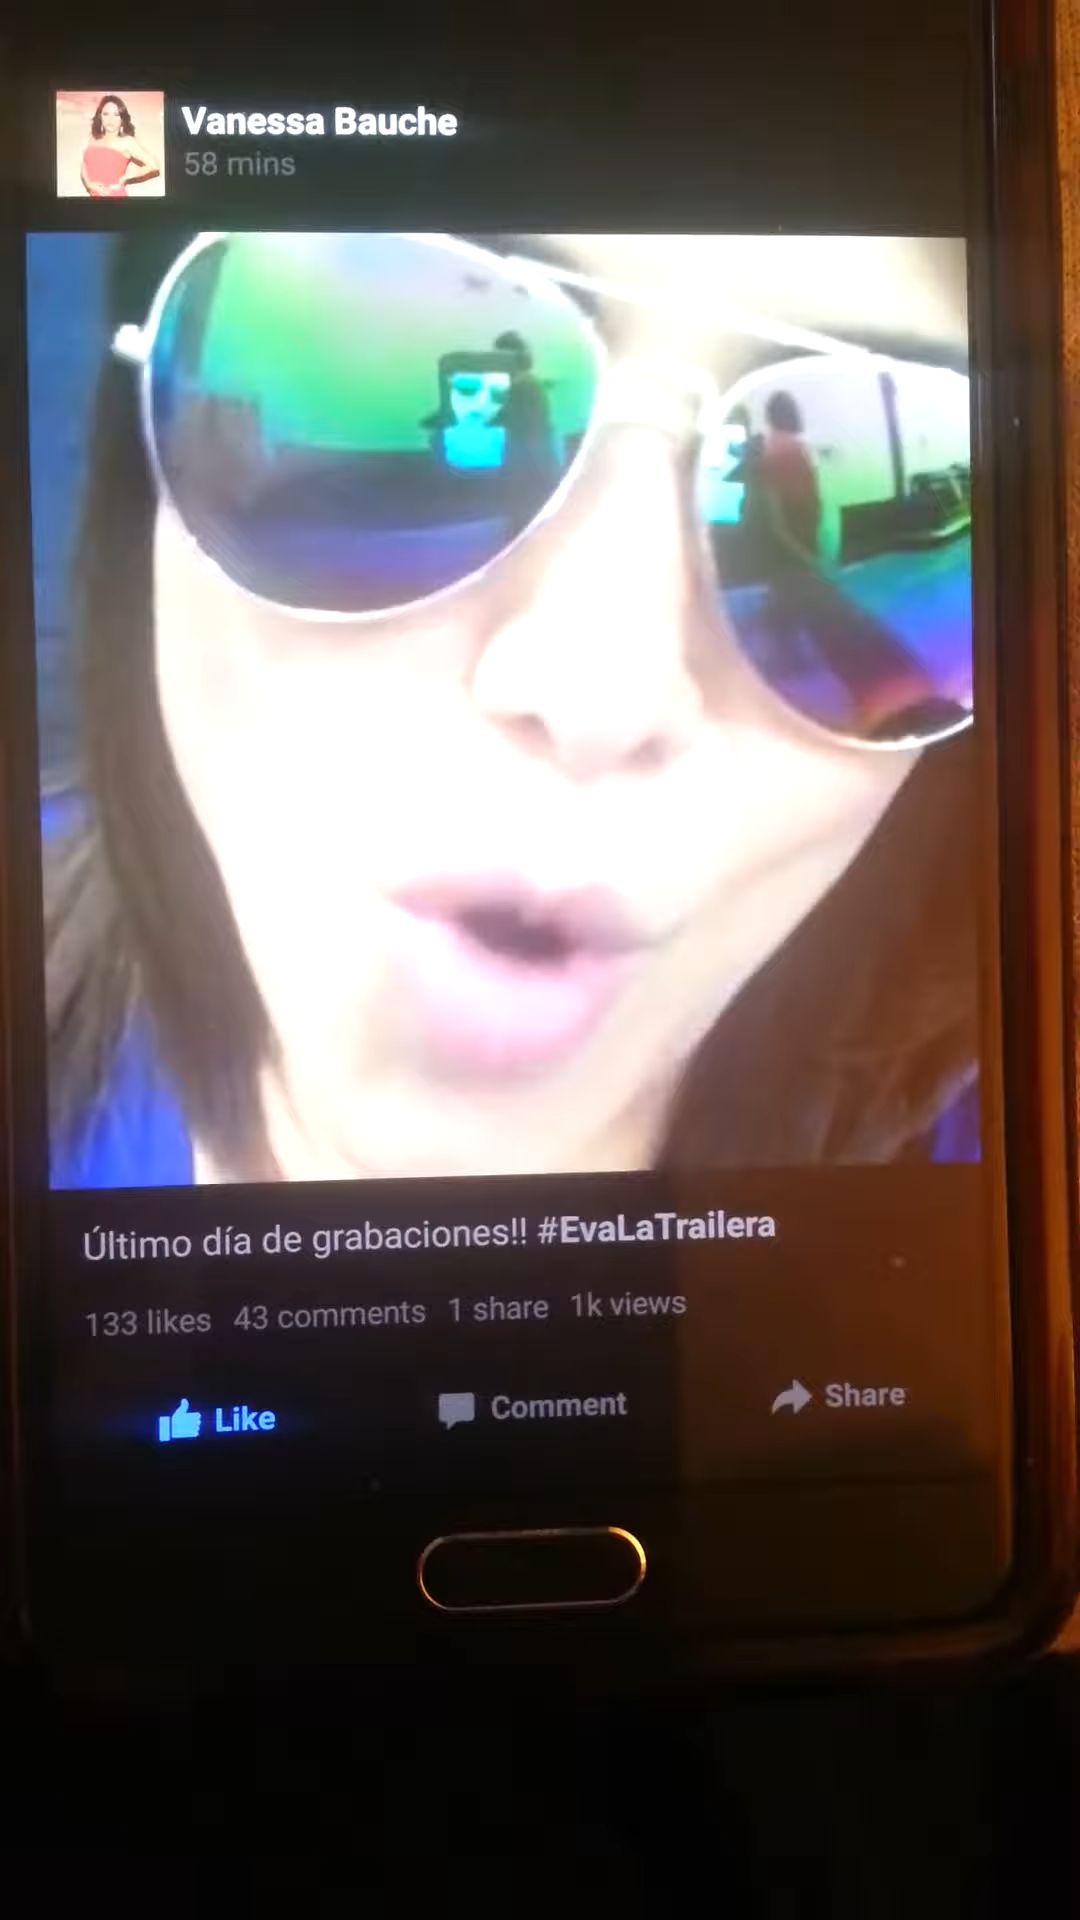 Vanessa Bauche
58 mins
Último día de grabaciones!! #EvaLaTrailera
133 likes 43 comments 1 share 1k views
Like Comment Share